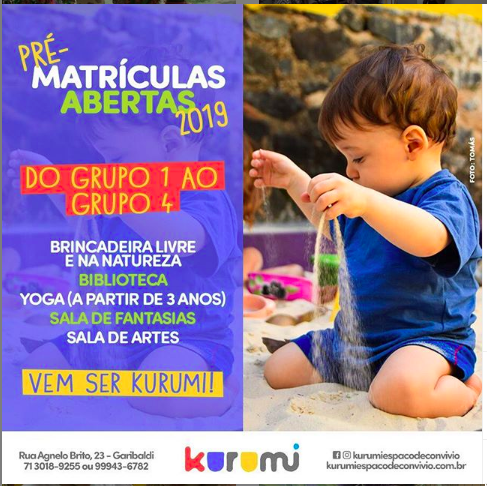 PRÉ-
MATRÍCULAS
ABERTAS
2019
DO GRUPO 1 AO
GRUPO 4
BRINCADEIRA LIVRE
E NA NATUREZA
BIBLIOTECA
YOGA (A PARTIR DE 3 ANOS)
SALA DE FANTASIAS
SALA DE ARTES
VEM SER KURUMI!
FOTO: TOMÁS
Rua Agnelo Brito, 23 - Garibaldi
71 3018-9255 ou 99943-6782
kurumi
kurumiespacodeconvivio
kurumiespacodeconvivio.com.br